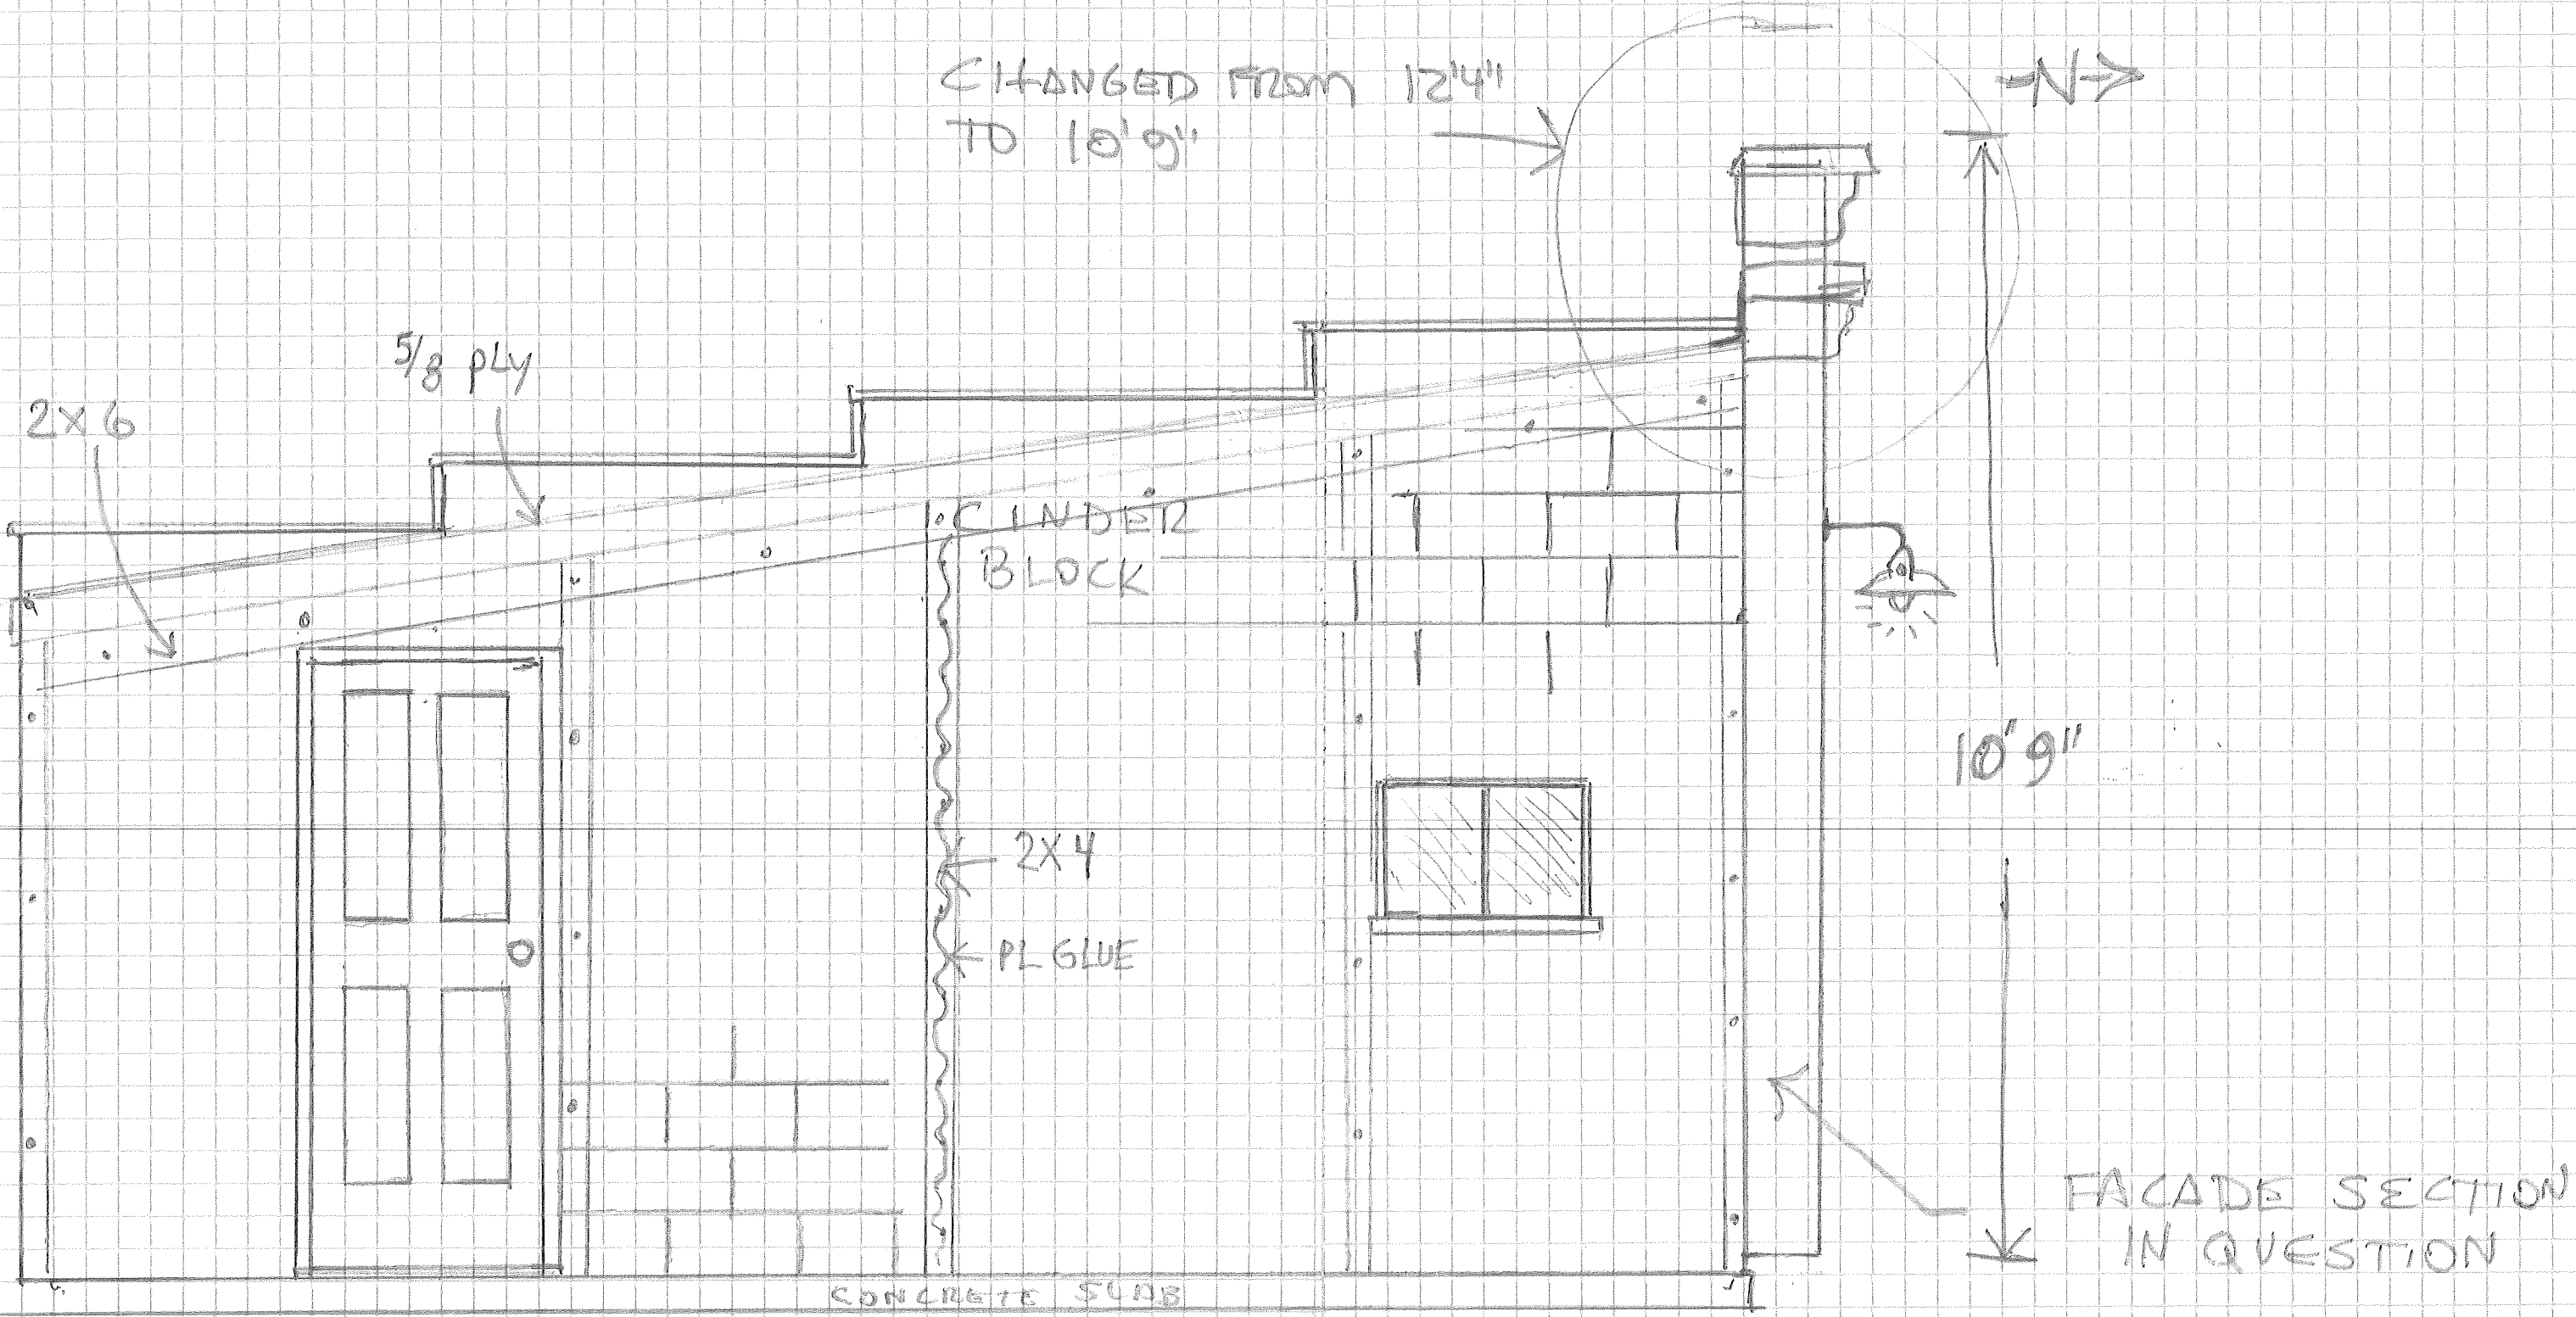 CHANGED FROM 12'4"
TO 10'9"
-N->
5/8 PLY
2X6
CINDER
BLOCK
10'9"
2X4
PL GLUE
FACADE SECTION
IN QUESTION
CONCRETE SLAB